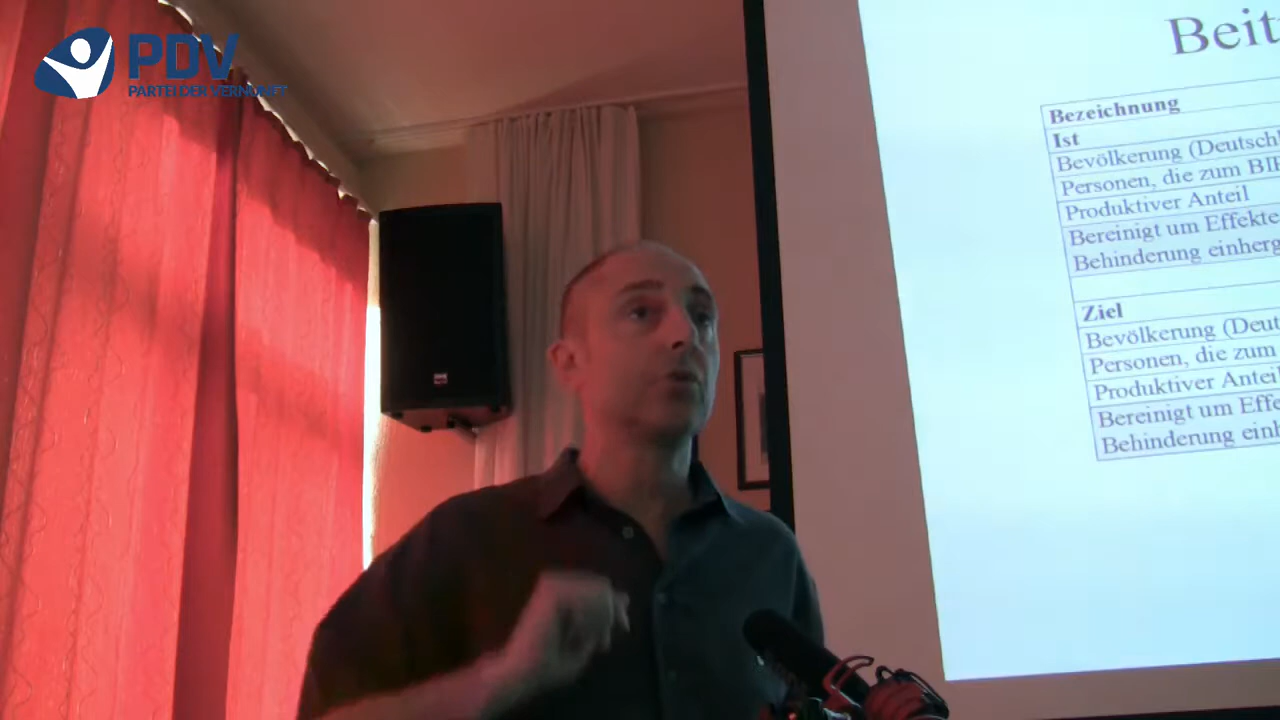 PDV
PARTEI DER VERNUNFT
Beit
Bezeichnung
Ist
Bevölkerung (Deutschl
Personen, die zum BIP
Produktiver Anteil
Bereinigt um Effekte
Behinderung einherg
Ziel
Bevölkerung (Deut
Personen, die zum
Produktiver Anteil
Bereinigt um Effe
Behinderung einh